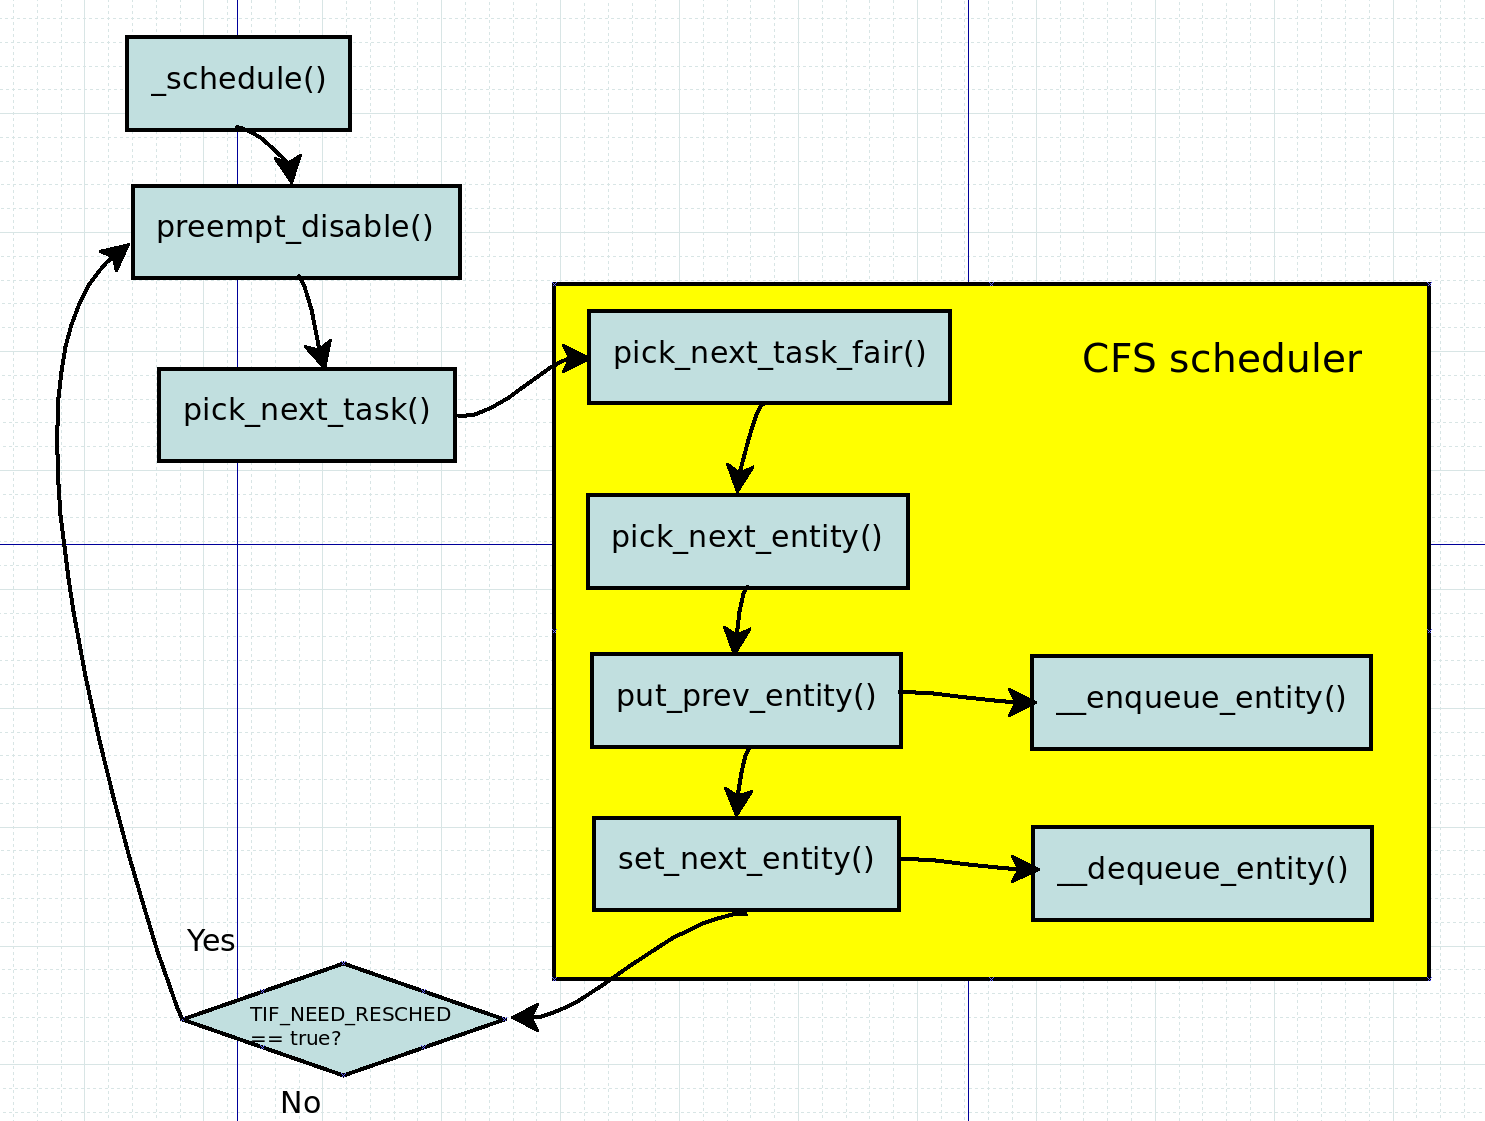 _schedule()
preempt_disable()
pick_next_task()
pick_next_task_fair()
CFS scheduler
pick_next_entity()
put_prev_entity()
__enqueue_entity()
set_next_entity()
__dequeue_entity()
Yes
TIF_NEED_RESCHED
== true?
No